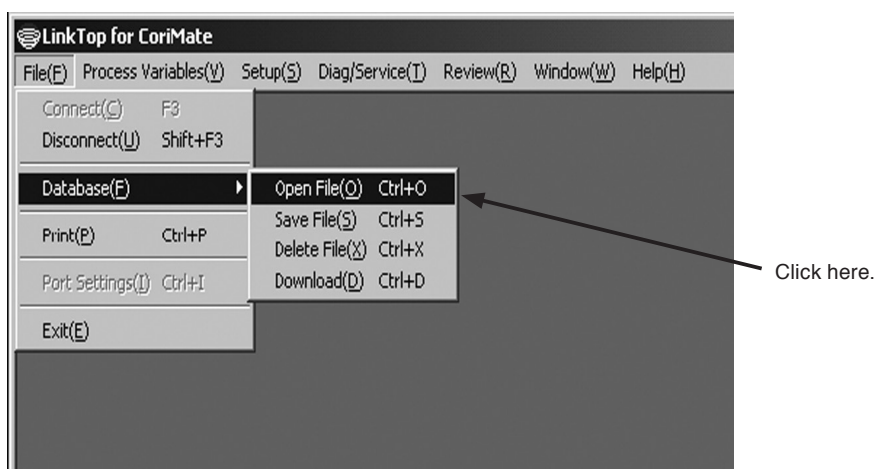 LinkTop for CoriMate
File(F) Process Variables(V) Setup(S) Diag/Service(T) Review(R) Window(W) Help(H)
Connect(C) F3
Disconnect(U) Shift+F3
Database(F)
Open File(O) Ctrl+O
Save File(S) Ctrl+S
Delete File(X) Ctrl+X
Download(D) Ctrl+D
Print(P) Ctrl+P
Port Settings(I) Ctrl+I
Exit(E)
Click here.